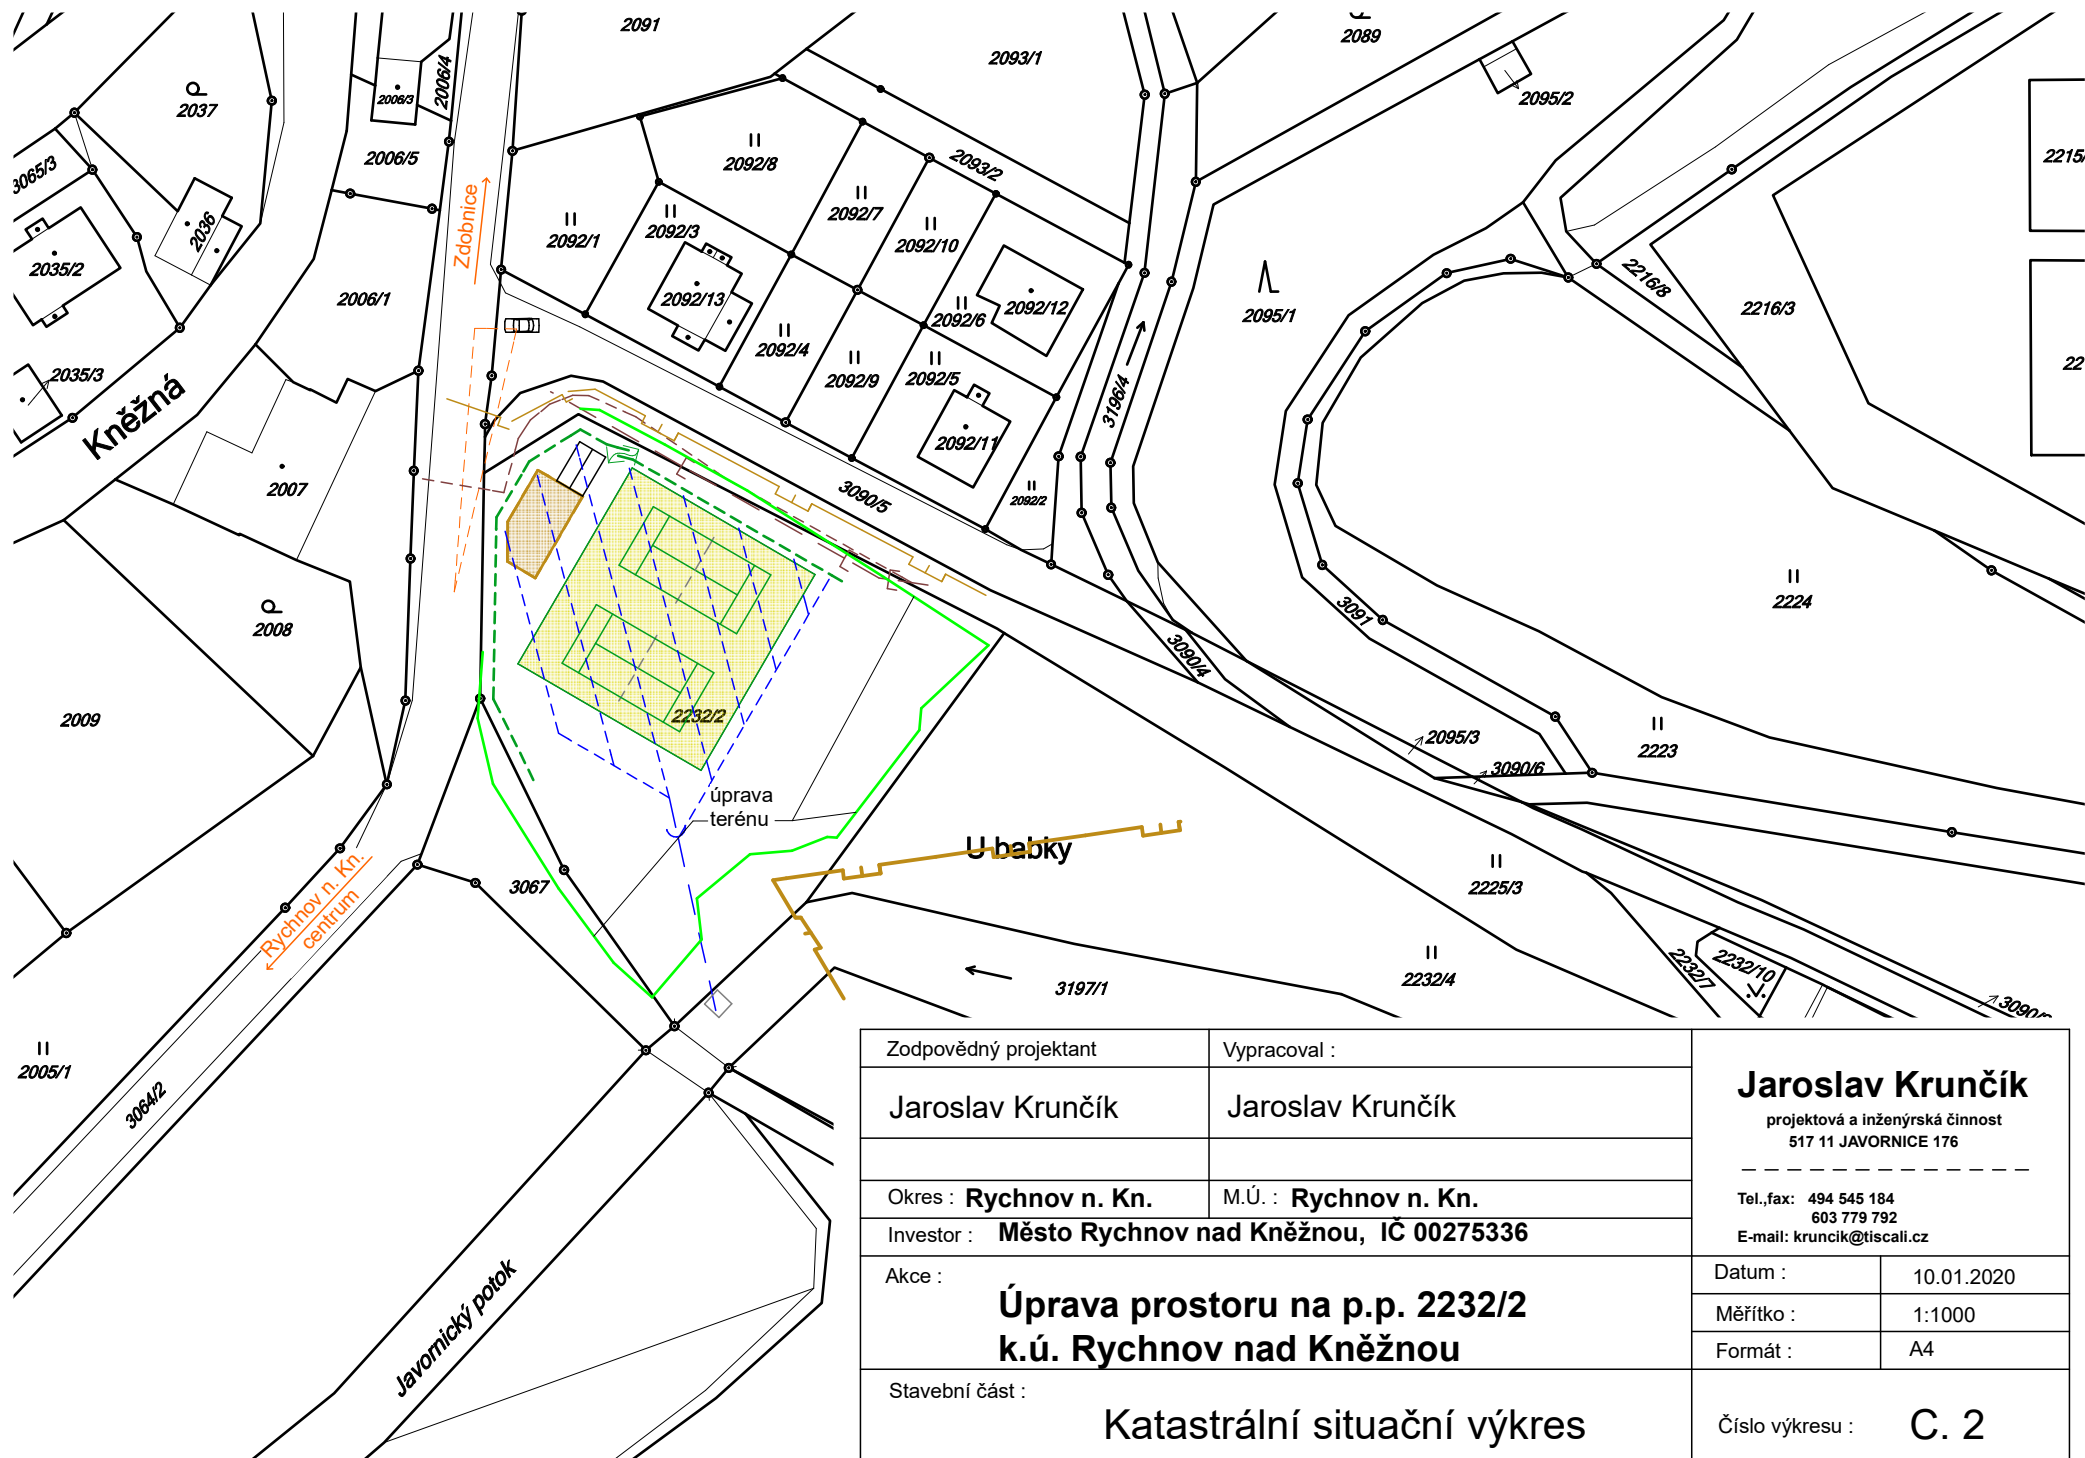 2091
2093/1
2089
2095/2
2037
2006/3
2006/4
2006/5
3065/3
2036
2035/2
2006/1
2035/3
Kněžná
Zdobnice
2092/8
2093/2
2092/7
2092/1
2092/3
2092/10
2092/13
2092/12
2092/6
2092/4
2092/9
2092/5
2092/11
2092/2
3196/4
2095/1
2216/8
2216/3
2215/
22
2007
3090/5
2008
2224
3091
3090/4
2009
2232/2
2223
2095/3
3090/6
úprava
terénu
U babky
2225/3
3067
Rychnov n. Kn.
centrum
2232/4
2232/7
2232/10
3197/1
2005/1
3064/2
Javornický potok
Zodpovědný projektant
Vypracoval :
Jaroslav Krunčík
Jaroslav Krunčík
Jaroslav Krunčík
projektová a inženýrská činnost
517 11 JAVORNICE 176
Tel.,fax: 494 545 184
603 779 792
E-mail: kruncik@tiscali.cz
Okres : Rychnov n. Kn.
M.Ú. : Rychnov n. Kn.
Investor : Město Rychnov nad Kněžnou, IČ 00275336
Akce :
Úprava prostoru na p.p. 2232/2
k.ú. Rychnov nad Kněžnou
Datum : 10.01.2020
Měřítko : 1:1000
Formát : A4
Stavební část :
Katastrální situační výkres
Číslo výkresu : C. 2